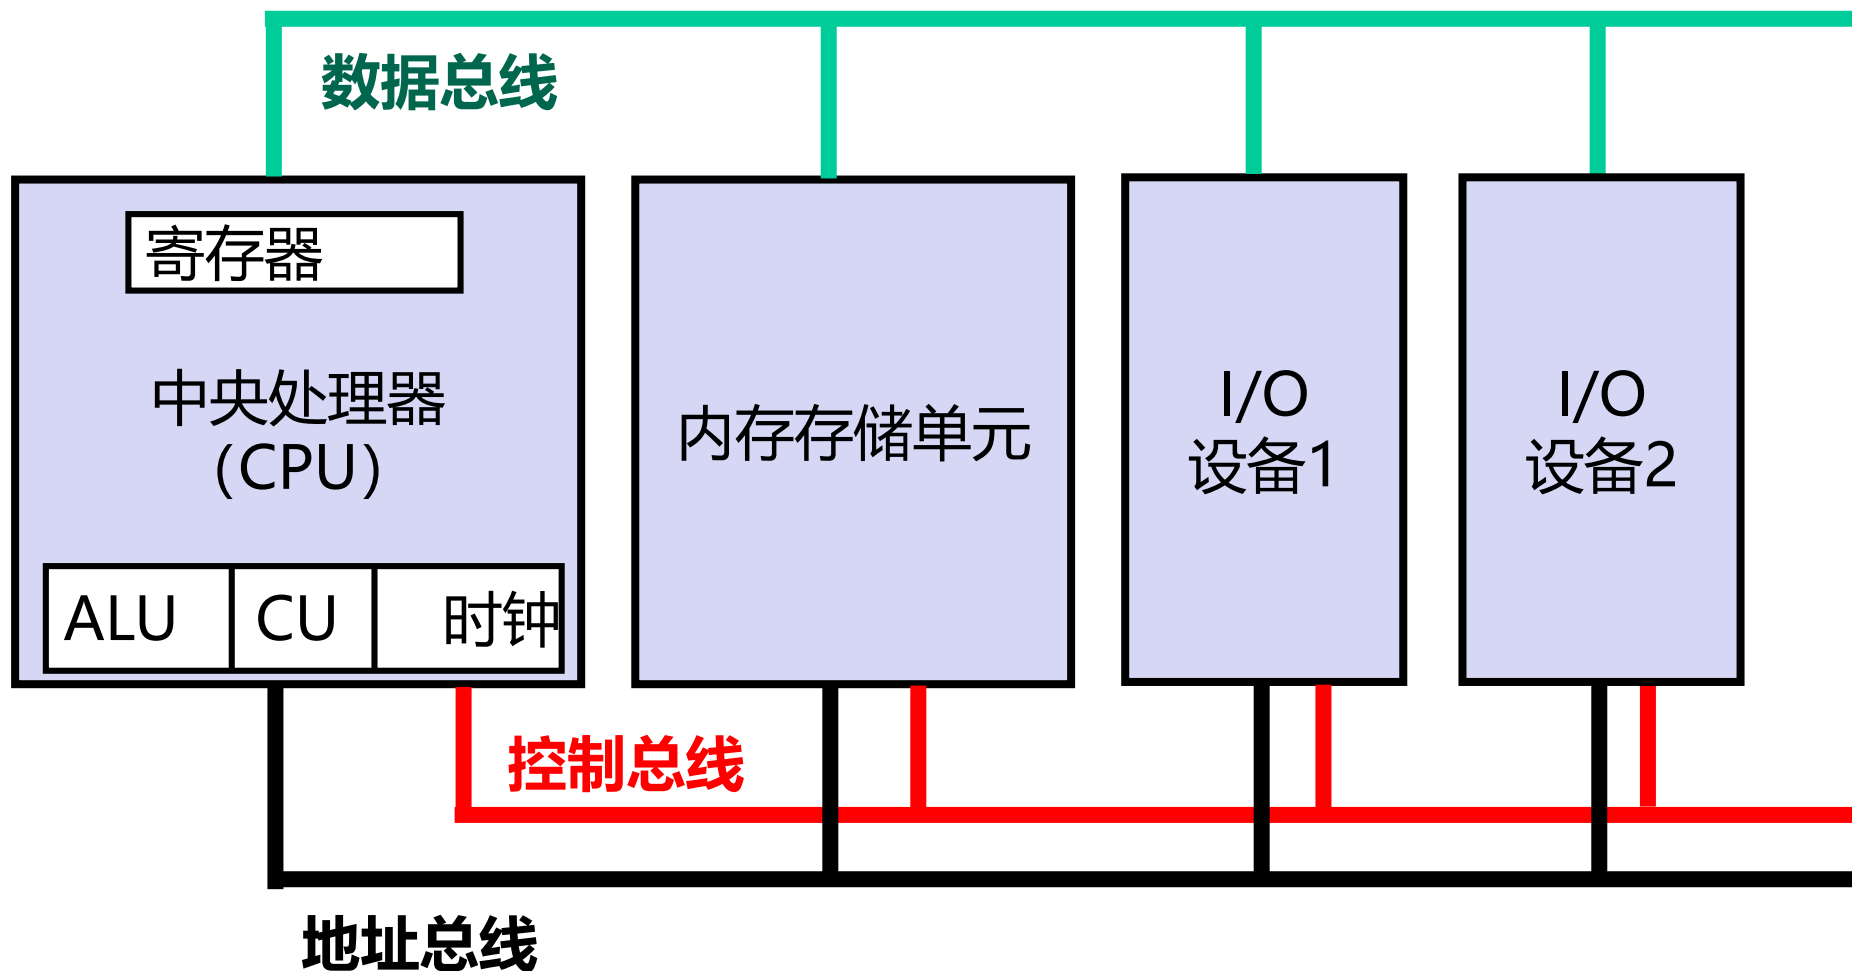 数据总线
寄存器
中央处理器
（CPU）
ALU
CU
时钟
内存存储单元
I/O
设备1
I/O
设备2
控制总线
地址总线